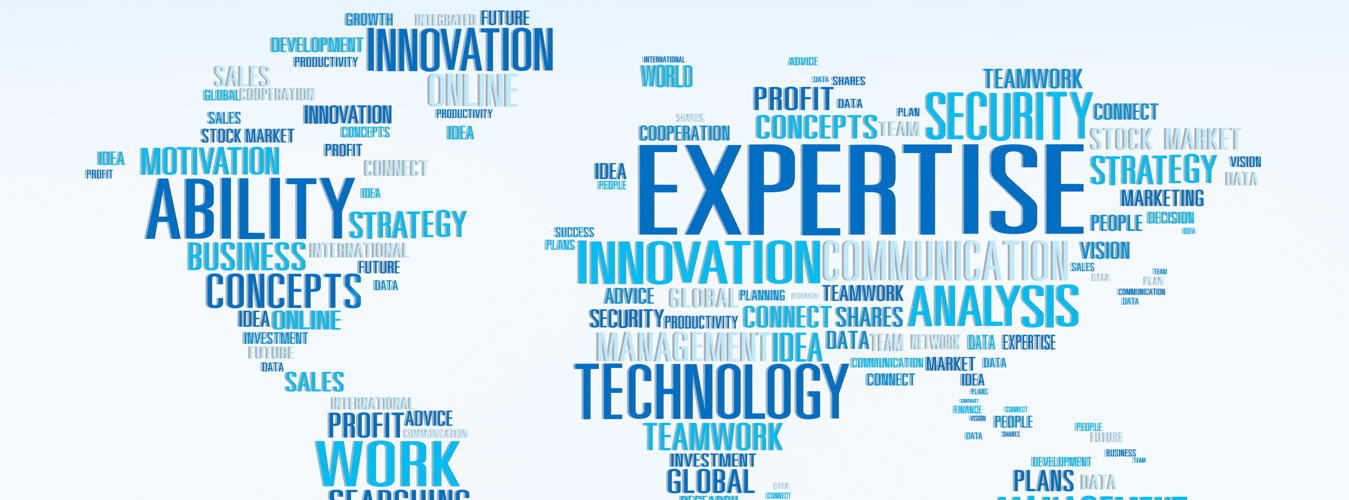 GROWTH INTEGRATED FUTURE
DEVELOPMENT INNOVATION
PRODUCTIVITY
SALES ONLINE
GLOBAL COOPERATION
SALES INNOVATION PRODUCTIVITY
STOCK MARKET CONCEPTS IDEA
PROFIT
IDEA MOTIVATION CONNECT
PROFIT
ABILITY IDEA
STRATEGY
BUSINESS INTERNATIONAL
FUTURE
CONCEPTS DATA
IDEA ONLINE
INVESTMENT
FUTURE
DATA
SALES
INTERNATIONAL
PROFIT ADVICE
COMMUNICATION
WORK
SEARCHING
INTERNATIONAL
WORLD
ADVICE
DATA SHARES
TEAMWORK
PROFIT DATA
PLAN SECURITY CONNECT
SHARES
COOPERATION CONCEPTS TEAM
STOCK MARKET
EXPERTISE
IDEA
PEOPLE
STRATEGY VISION
DATA
MARKETING
PEOPLE DECISION
IDEA
SUCCESS
PLANS
INNOVATION COMMUNICATION VISION
SALES
DATA
TEAM
PLAN
COMMUNICATION
DATA
ADVICE GLOBAL PLANNING RESEARCH TEAMWORK ANALYSIS
SECURITY PRODUCTIVITY CONNECT SHARES
MANAGEMENT IDEA DATA TEAM NETWORK DATA EXPERTISE
COMMUNICATION MARKET DATA
TECHNOLOGY CONNECT IDEA
PLANS
CONTRACT
FINANCE CONNECT
VISION PEOPLE
DATA SHARES
TEAMWORK
PEOPLE
FUTURE
INVESTMENT
BUSINESS
DEVELOPMENT TEAM
GLOBAL DATA
PLANS DATA
RESEARCH CONNECT
MANAGEMENT